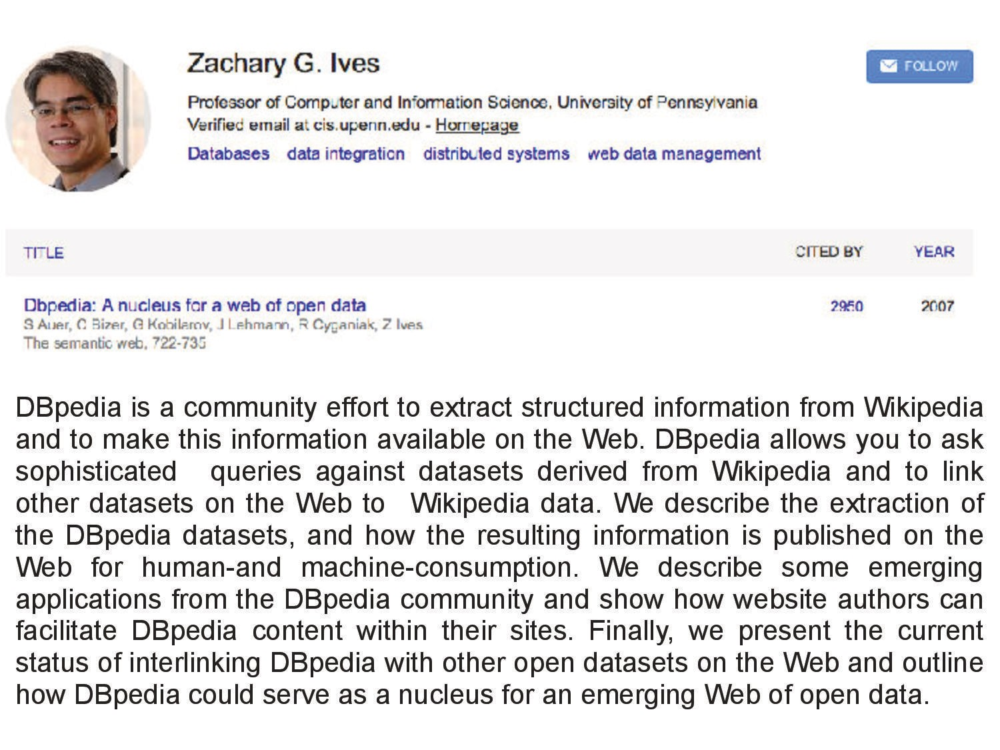 Zachary G. Ives
FOLLOW
Professor of Computer and Information Science, University of Pennsylvania
Verified email at cis.upenn.edu - Homepage
Databases data integration distributed systems web data management
TITLE CITED BY YEAR
Dbpedia: A nucleus for a web of open data 2950 2007
S Auer, C Bizer, G Kobilarov, J Lehmann, R Cyganiak, Z Ives
The semantic web, 722-735
DBpedia is a community effort to extract structured information from Wikipedia
and to make this information available on the Web. DBpedia allows you to ask
sophisticated queries against datasets derived from Wikipedia and to link
other datasets on the Web to Wikipedia data. We describe the extraction of
the DBpedia datasets, and how the resulting information is published on the
Web for human-and machine-consumption. We describe some emerging
applications from the DBpedia community and show how website authors can
facilitate DBpedia content within their sites. Finally, we present the current
status of interlinking DBpedia with other open datasets on the Web and outline
how DBpedia could serve as a nucleus for an emerging Web of open data.